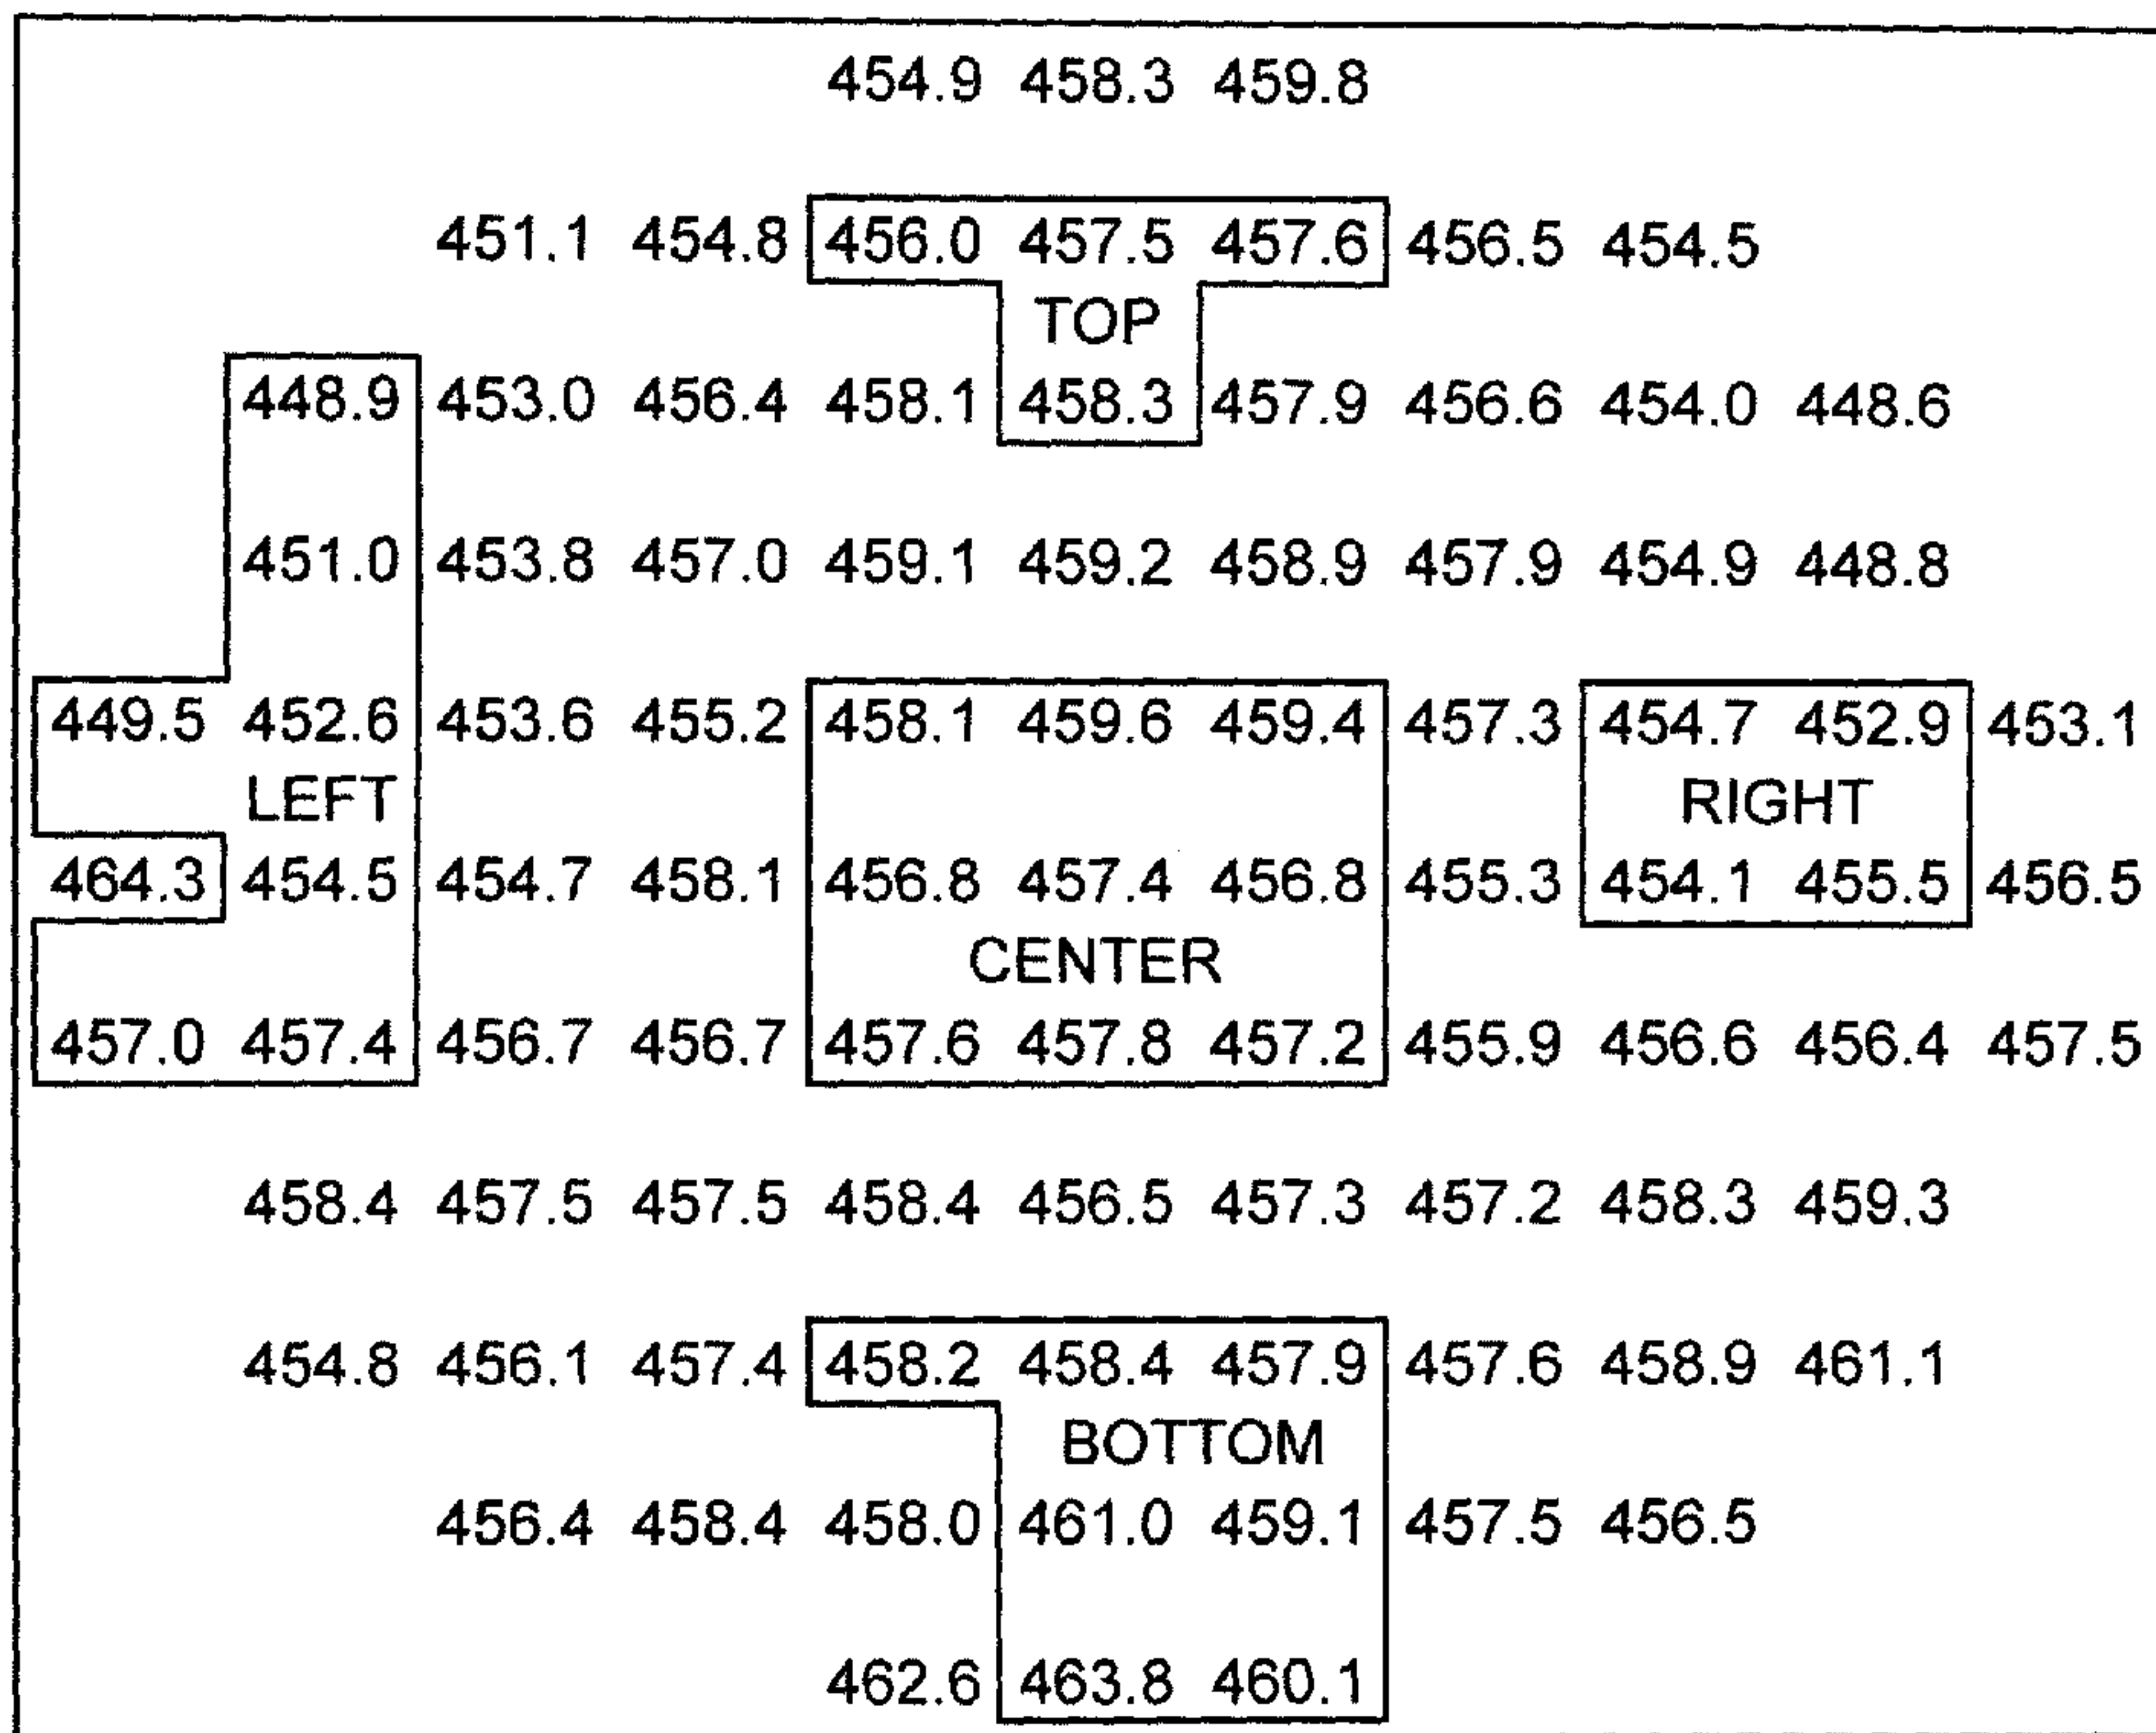 454.9 458.3 459.8
451.1 454.8 456.0 457.5 457.6 456.5 454.5
TOP
448.9 453.0 456.4 458.1 458.3 457.9 456.6 454.0 448.6
451.0 453.8 457.0 459.1 459.2 458.9 457.9 454.9 448.8
449.5 452.6 453.6 455.2 458.1 459.6 459.4 457.3 454.7 452.9 453.1
LEFT RIGHT
464.3 454.5 454.7 458.1 456.8 457.4 456.8 455.3 454.1 455.5 456.5
CENTER
457.0 457.4 456.7 456.7 457.6 457.8 457.2 455.9 456.6 456.4 457.5
458.4 457.5 457.5 458.4 456.5 457.3 457.2 458.3 459.3
454.8 456.1 457.4 458.2 458.4 457.9 457.6 458.9 461.1
BOTTOM
456.4 458.4 458.0 461.0 459.1 457.5 456.5
462.6 463.8 460.1